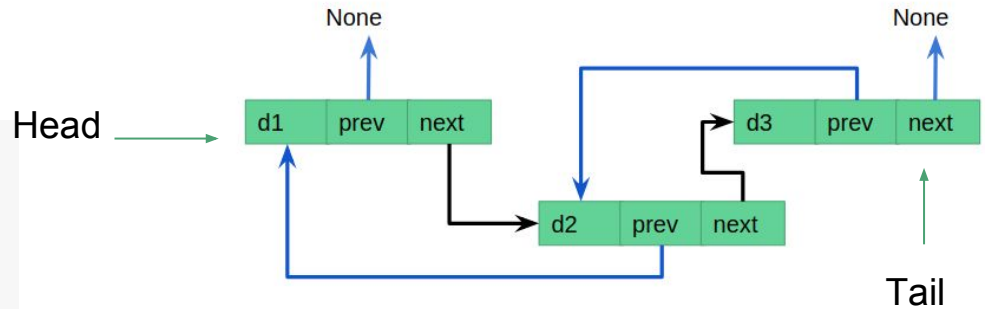 None
None
Head
d1 prev next
d3 prev next
d2 prev next
Tail